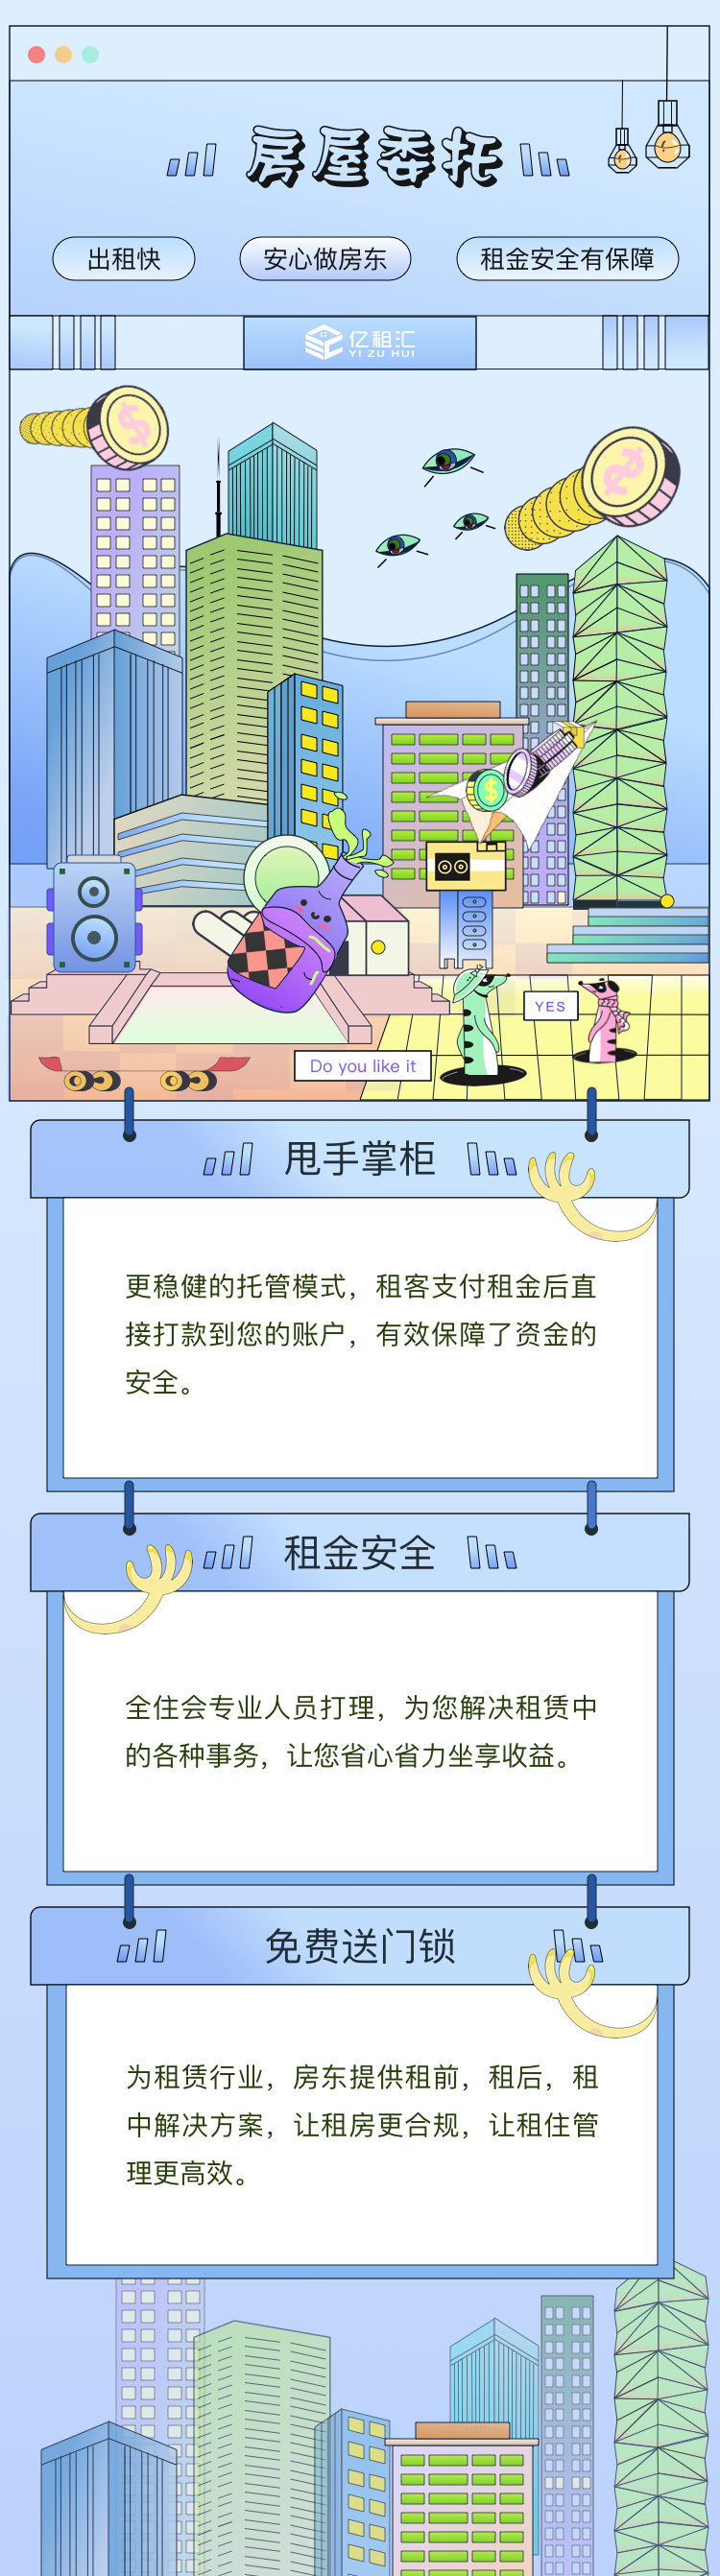 房屋委托
出租快
安心做房东
租金安全有保障
亿租汇
YI ZU HUI
$
$
$
YES
Do you like it
甩手掌柜
更稳健的托管模式，租客支付租金后直
接打款到您的账户，有效保障了资金的
安全。
租金安全
全住会专业人员打理，为您解决租赁中
的各种事务，让您省心省力坐享收益。
免费送门锁
为租赁行业，房东提供租前，租后，租
中解决方案，让租房更合规，让租住管
理更高效。